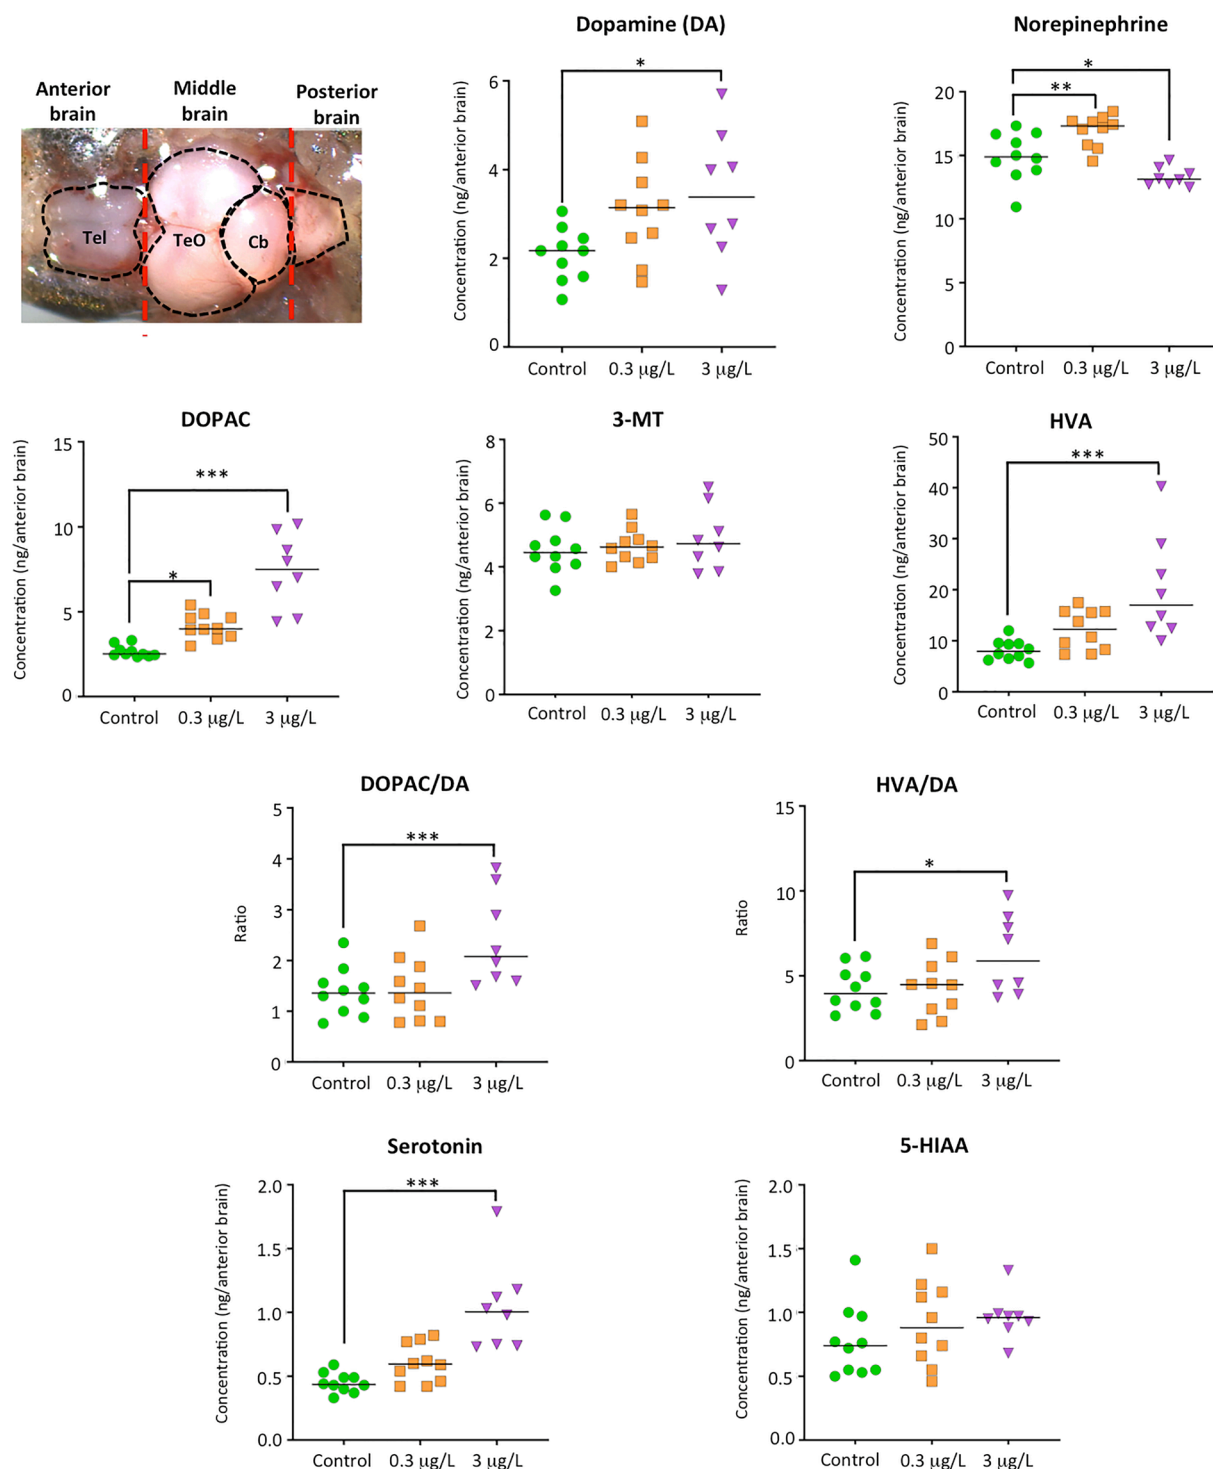 Anterior
brain
Middle
brain
Posterior
brain
Tel
TeO
Cb
Dopamine (DA)
Concentration (ng/anterior brain)
6
4
2
0
*
Control 0.3 µg/L 3 µg/L
Norepinephrine
Concentration (ng/anterior brain)
20
15
10
5
0
*
**
Control 0.3 µg/L 3 µg/L
DOPAC
Concentration (ng/anterior brain)
15
10
5
0
***
*
Control 0.3 µg/L 3 µg/L
3-MT
Concentration (ng/anterior brain)
8
6
4
2
0
Control 0.3 µg/L 3 µg/L
HVA
Concentration (ng/anterior brain)
50
40
30
20
10
0
***
Control 0.3 µg/L 3 µg/L
DOPAC/DA
Ratio
5
4
3
2
1
0
***
Control 0.3 µg/L 3 µg/L
HVA/DA
Ratio
15
10
5
0
*
Control 0.3 µg/L 3 µg/L
Serotonin
Concentration (ng/anterior brain)
2.0
1.5
1.0
0.5
0.0
***
Control 0.3 µg/L 3 µg/L
5-HIAA
Concentration (ng/anterior brain)
2.0
1.5
1.0
0.5
0.0
Control 0.3 µg/L 3 µg/L